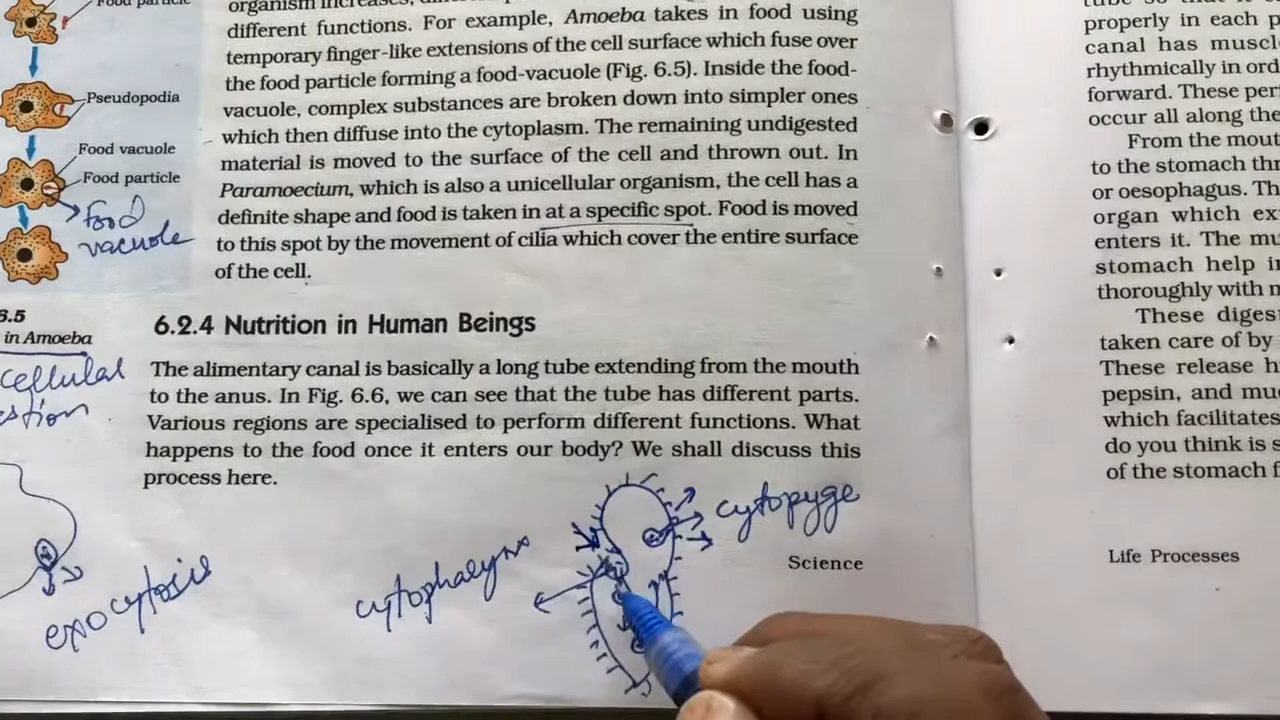 Food particle
Pseudopodia
Food vacuole
Food particle
Food
vacuole
6.5
in Amoeba
cellular
stion
organism increases,
different functions. For example, Amoeba takes in food using
temporary finger-like extensions of the cell surface which fuse over
the food particle forming a food-vacuole (Fig. 6.5). Inside the food-
vacuole, complex substances are broken down into simpler ones
which then diffuse into the cytoplasm. The remaining undigested
material is moved to the surface of the cell and thrown out. In
Paramoecium, which is also a unicellular organism, the cell has a
definite shape and food is taken in at a specific spot. Food is moved
to this spot by the movement of cilia which cover the entire surface
of the cell.
6.2.4 Nutrition in Human Beings
The alimentary canal is basically a long tube extending from the mouth
to the anus. In Fig. 6.6, we can see that the tube has different parts.
Various regions are specialised to perform different functions. What
happens to the food once it enters our body? We shall discuss this
process here.
cytopyge
cytopharynx
exocytosis
Science
properly in each p
canal has muscl
rhythmically in ord
forward. These per
occur all along the
From the mout
to the stomach thr
or oesophagus. Th
organ which ex
enters it. The mu
stomach help i
thoroughly with m
These diges
taken care of by
These release h
pepsin, and mu
which facilitates
do you think is s
of the stomach f
Life Processes